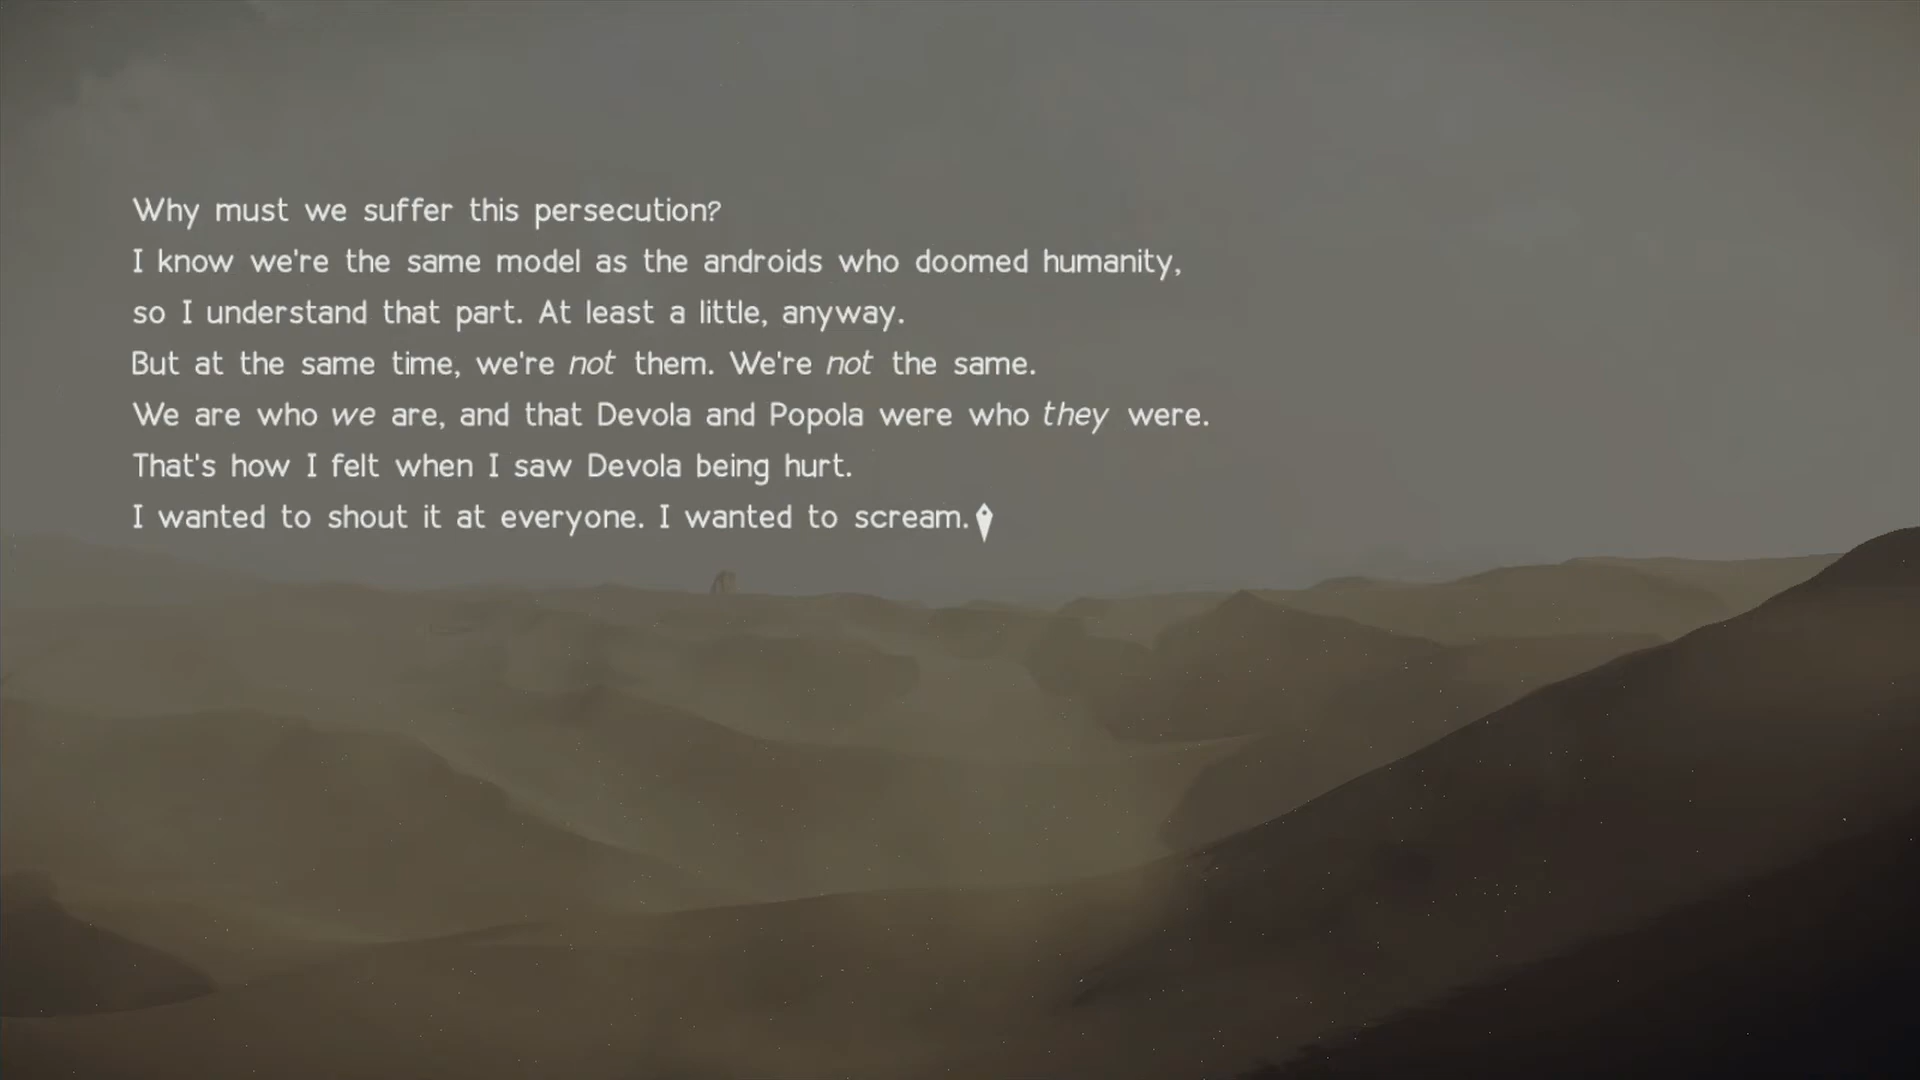 Why must we suffer this persecution?
I know we're the same model as the androids who doomed humanity,
so I understand that part. At least a little, anyway.
But at the same time, we're not them. We're not the same.
We are who we are, and that Devola and Popola were who they were.
That's how I felt when I saw Devola being hurt.
I wanted to shout it at everyone. I wanted to scream.